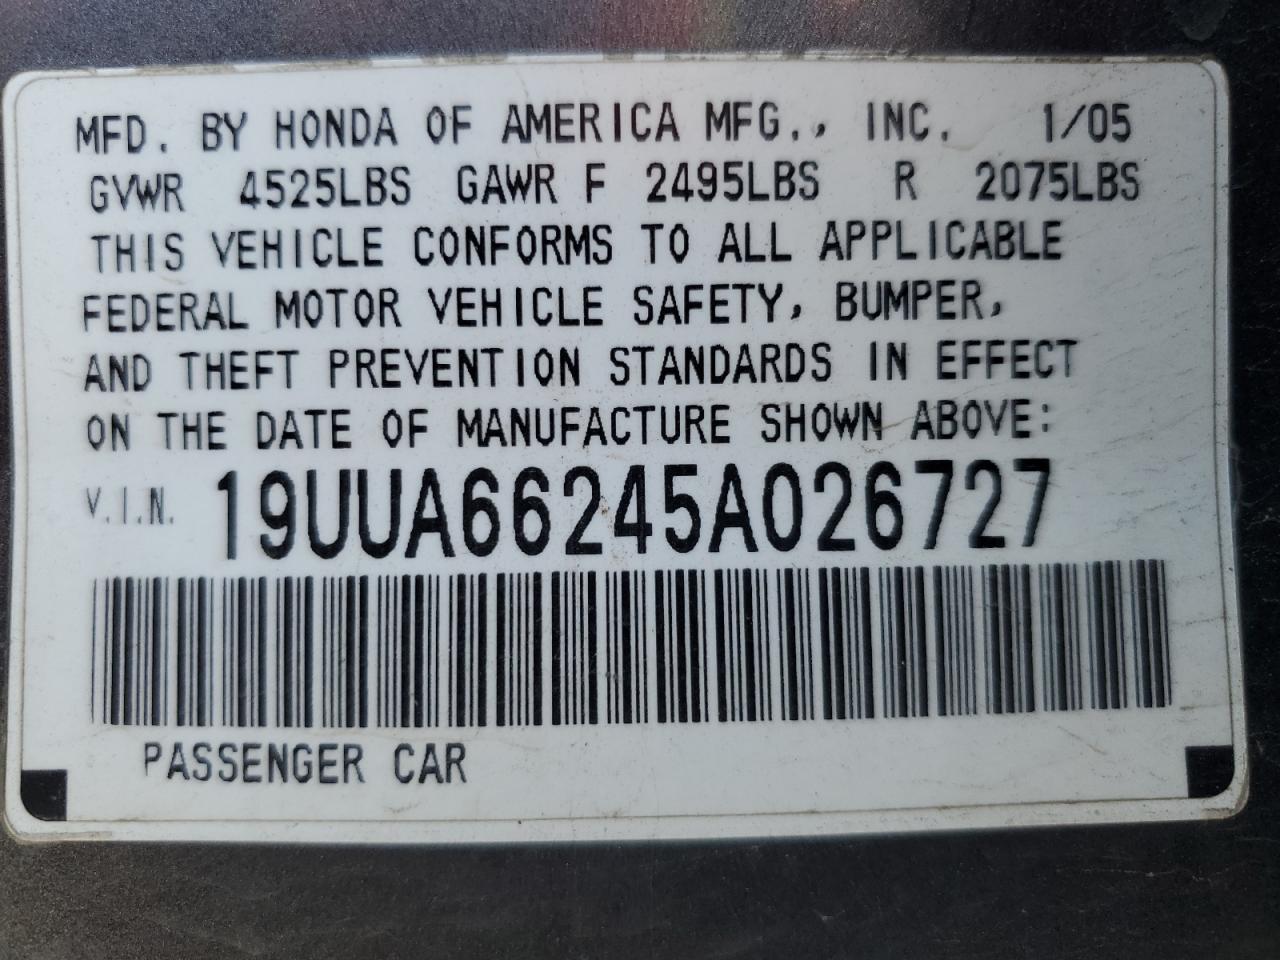 MFD. BY HONDA OF AMERICA MFG., INC. 1/05
GVWR 4525LBS GAWR F 2495LBS R 2075LBS
THIS VEHICLE CONFORMS TO ALL APPLICABLE
FEDERAL MOTOR VEHICLE SAFETY, BUMPER,
AND THEFT PREVENTION STANDARDS IN EFFECT
ON THE DATE OF MANUFACTURE SHOWN ABOVE:
V.I.N. 19UUA66245A026727
PASSENGER CAR